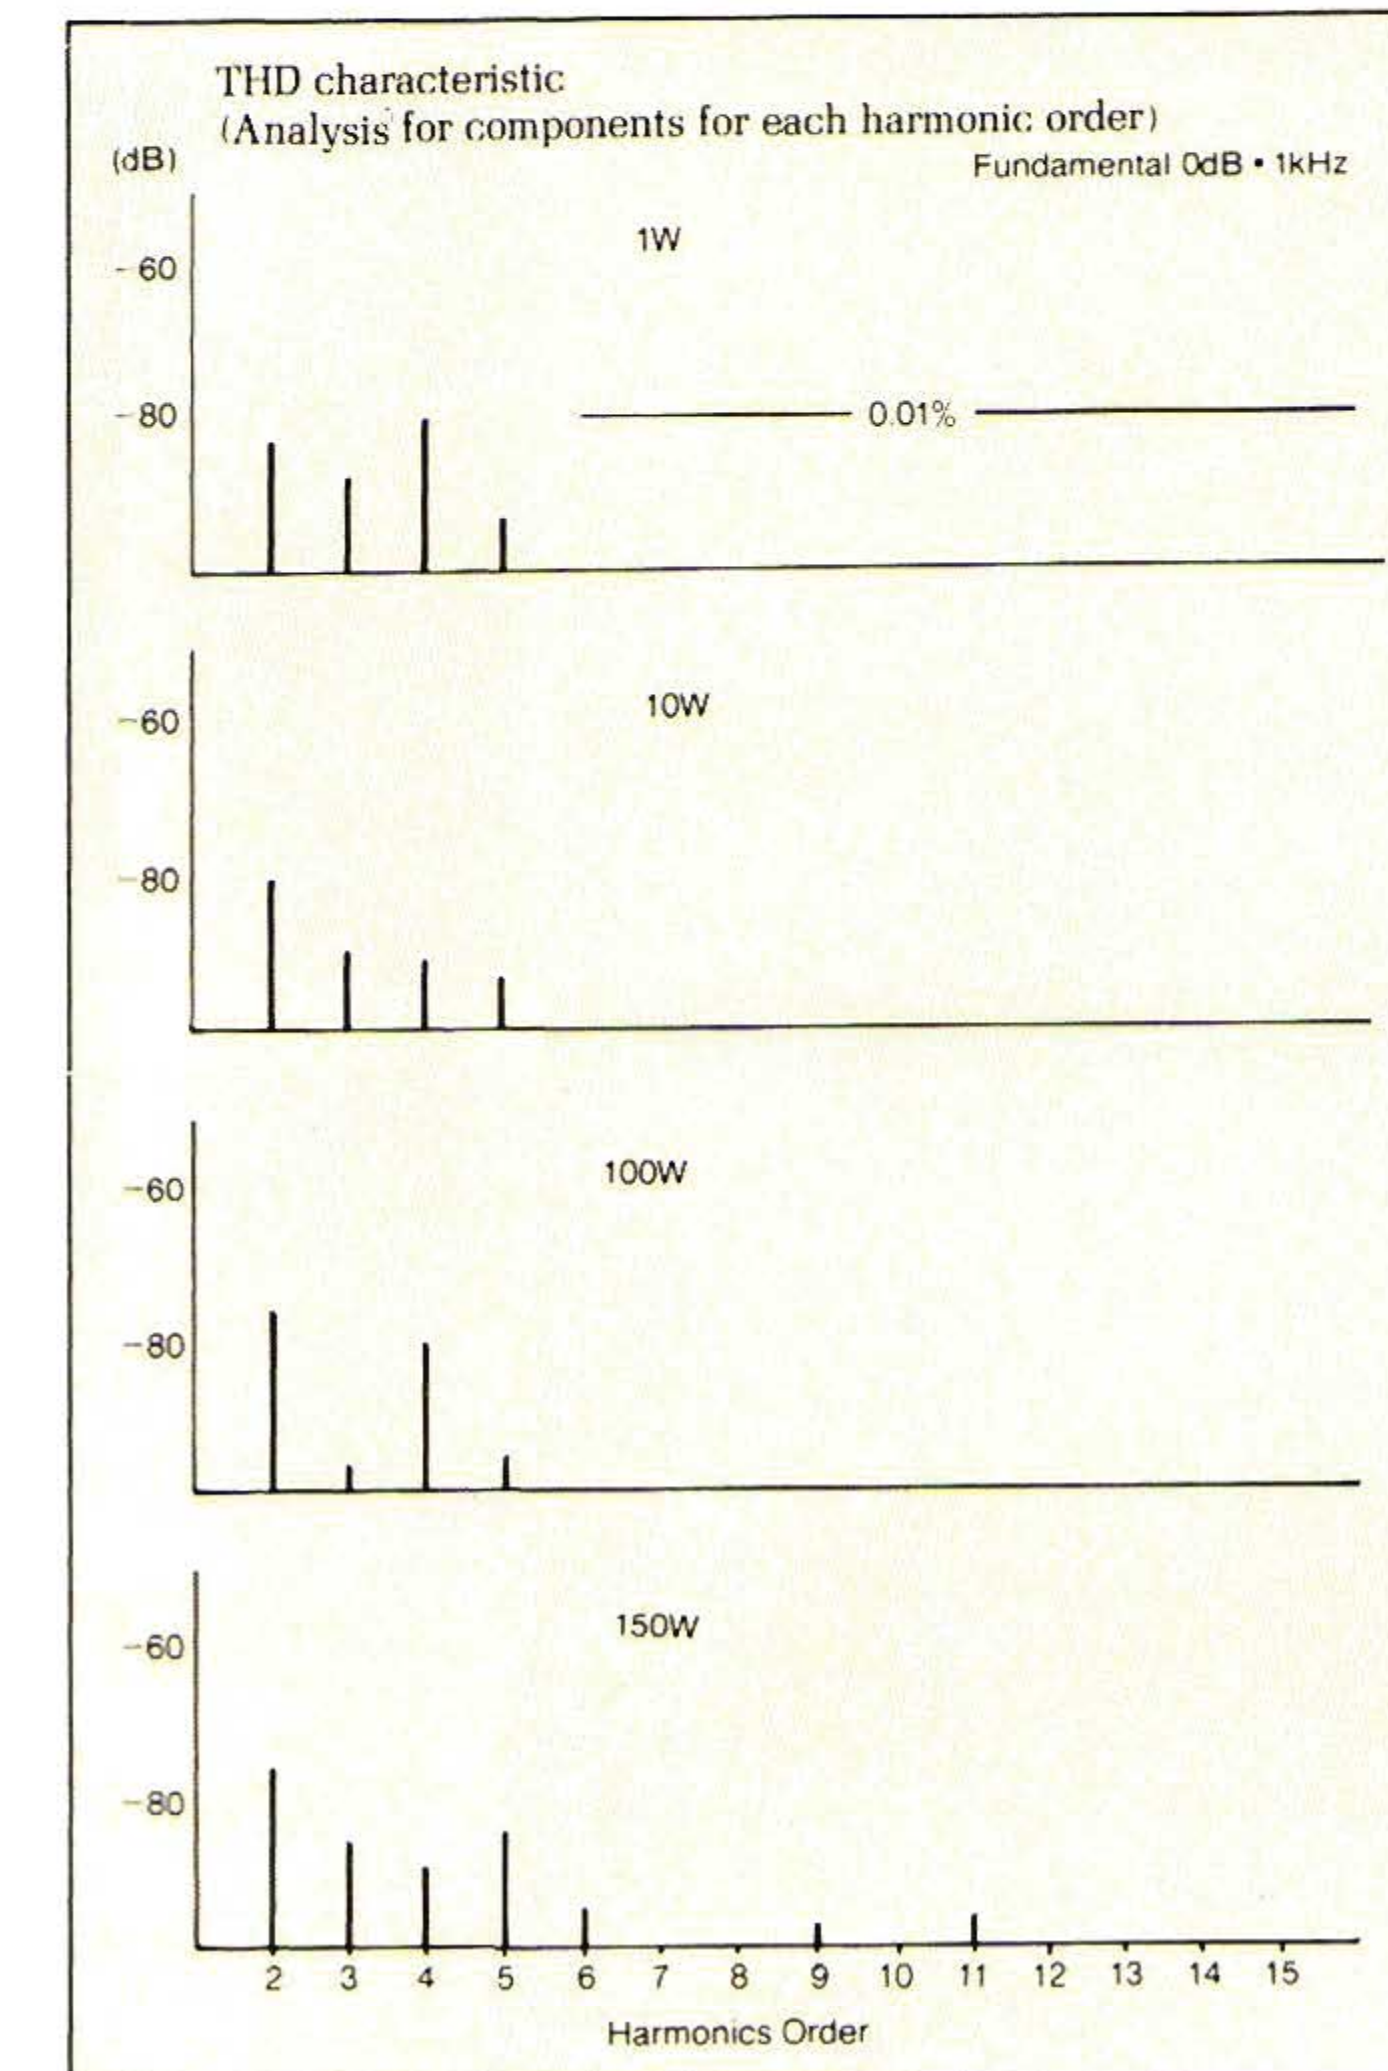 THD characteristic
(Analysis for components for each harmonic order)
(dB)
Fundamental 0dB • 1kHz
1W
-60
-80
0.01%
10W
-60
-80
100W
-60
-80
150W
-60
-80
2 3 4 5 6 7 8 9 10 11 12 13 14 15
Harmonics Order